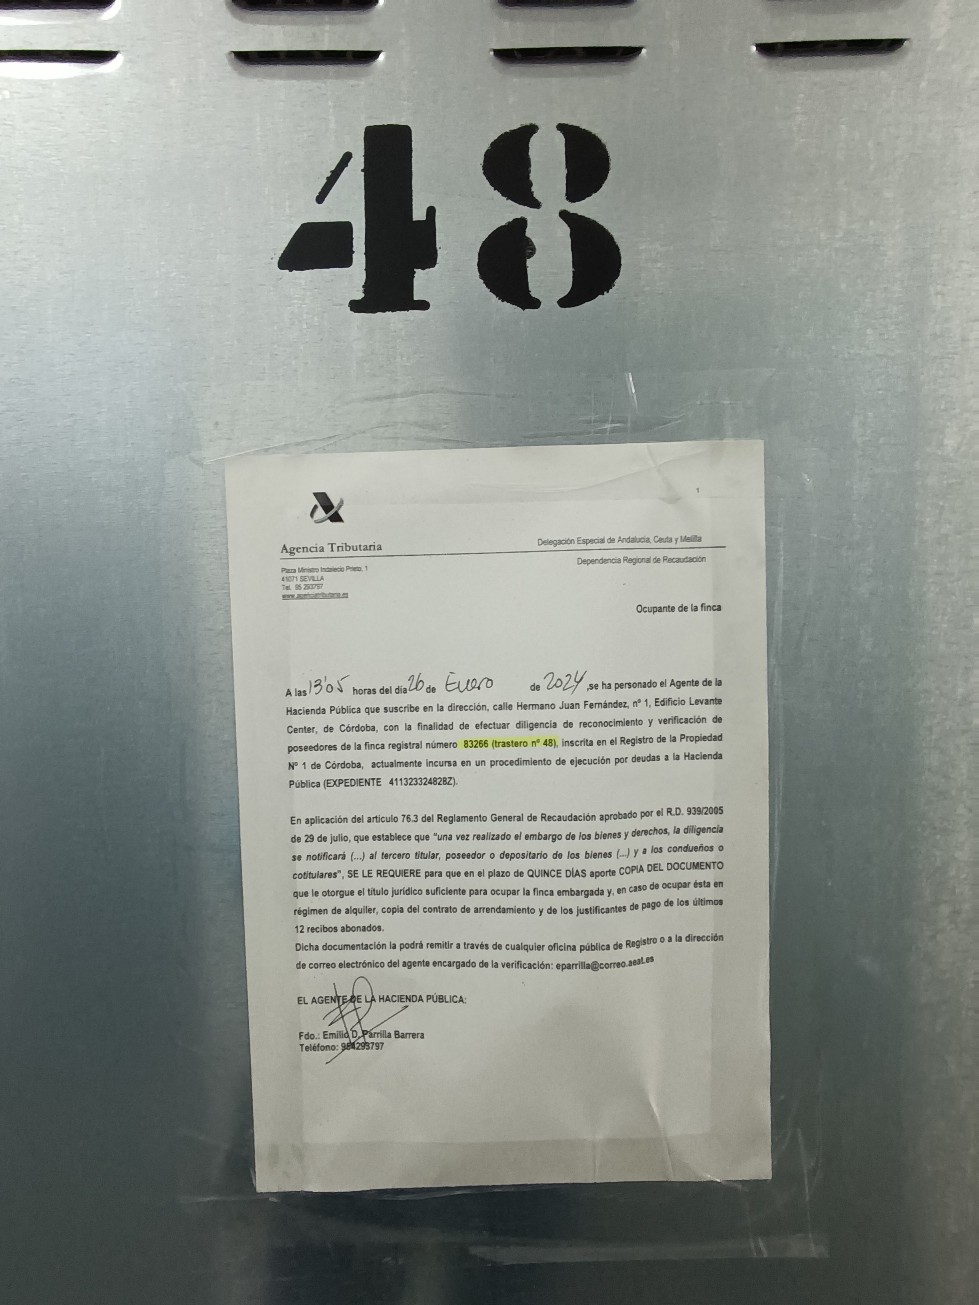 48
Agencia Tributaria
Delegación Especial de Andalucía, Ceuta y Melilla
Dependencia Regional de Recaudación
Plaza Ministro Indalecio Prieto, 1
41071 SEVILLA
Tel. 95 293797
www.agenciatributaria.es
Ocupante de la finca
A las 13'05 horas del día 26 de Enero de 2024 ,se ha personado el Agente de la
Hacienda Pública que suscribe en la dirección, calle Hermano Juan Fernández, nº 1, Edificio Levante
Center, de Córdoba, con la finalidad de efectuar diligencia de reconocimiento y verificación de
poseedores de la finca registral número 83266 (trastero nº 48), inscrita en el Registro de la Propiedad
Nº 1 de Córdoba, actualmente incursa en un procedimiento de ejecución por deudas a la Hacienda
Pública (EXPEDIENTE 411323324828Z).
En aplicación del artículo 76.3 del Reglamento General de Recaudación aprobado por el R.D. 939/2005
de 29 de julio, que establece que "una vez realizado el embargo de los bienes y derechos, la diligencia
se notificará (...) al tercero titular, poseedor o depositario de los bienes (...) y a los condueños o
cotitulares", SE LE REQUIERE para que en el plazo de QUINCE DÍAS aporte COPIA DEL DOCUMENTO
que le otorgue el título jurídico suficiente para ocupar la finca embargada y, en caso de ocupar ésta en
régimen de alquiler, copia del contrato de arrendamiento y de los justificantes de pago de los últimos
12 recibos abonados.
Dicha documentación la podrá remitir a través de cualquier oficina pública de Registro o a la dirección
de correo electrónico del agente encargado de la verificación: eparrilla@correo.aeat.es
EL AGENTE DE LA HACIENDA PÚBLICA:
Fdo.: Emilio D. Parrilla Barrera
Teléfono: 954293797